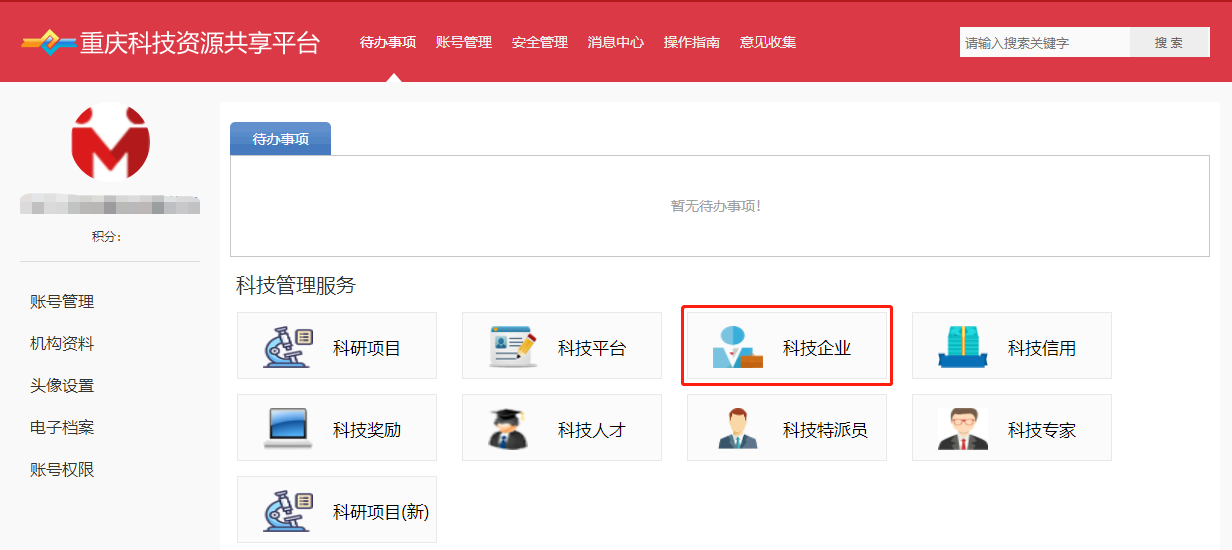 重庆科技资源共享平台
待办事项 账号管理 安全管理 消息中心 操作指南 意见收集
请输入搜索关键字 搜 索
积分：
账号管理
机构资料
头像设置
电子档案
账号权限
待办事项
暂无待办事项！
科技管理服务
科研项目 科技平台 科技企业 科技信用
科技奖励 科技人才 科技特派员 科技专家
科研项目(新)